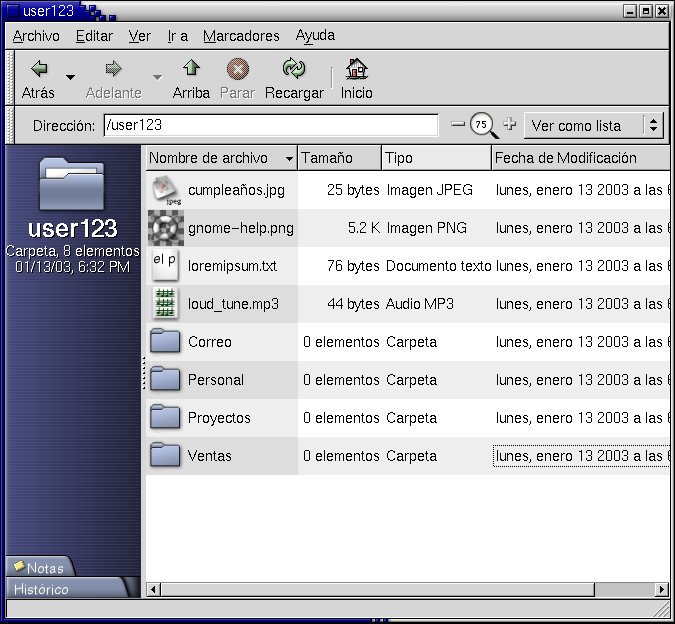 user123
Archivo Editar Ver Ir a Marcadores Ayuda
Atrás Adelante Arriba Parar Recargar Inicio
Dirección: /user123 75 Ver como lista
user123
Carpeta, 8 elementos
01/13/03, 6:32 PM
Notas
Histórico
Nombre de archivo Tamaño Tipo Fecha de Modificación
jpeg cumpleaños.jpg 25 bytes Imagen JPEG lunes, enero 13 2003 a las 6
gnome-help.png 5.2 K Imagen PNG lunes, enero 13 2003 a las 6
el p loremipsum.txt 76 bytes Documento texto lunes, enero 13 2003 a las 6
loud_tune.mp3 44 bytes Audio MP3 lunes, enero 13 2003 a las 6
Correo 0 elementos Carpeta lunes, enero 13 2003 a las 6
Personal 0 elementos Carpeta lunes, enero 13 2003 a las 6
Proyectos 0 elementos Carpeta lunes, enero 13 2003 a las 6
Ventas 0 elementos Carpeta lunes, enero 13 2003 a las 6